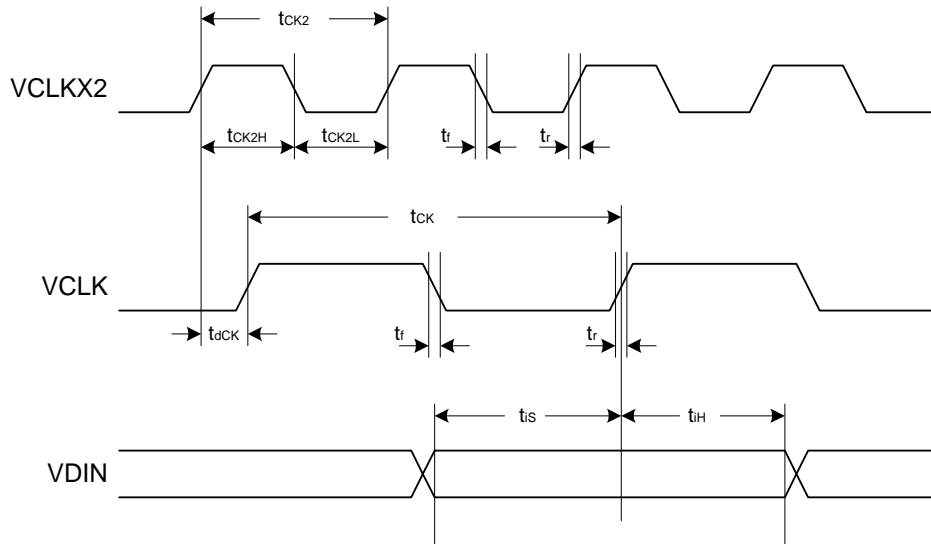 tCK2
VCLKX2
tCK2H
tCK2L
tf
tr
tCK
VCLK
tdCK
tf
tr
tiS
tiH
VDIN